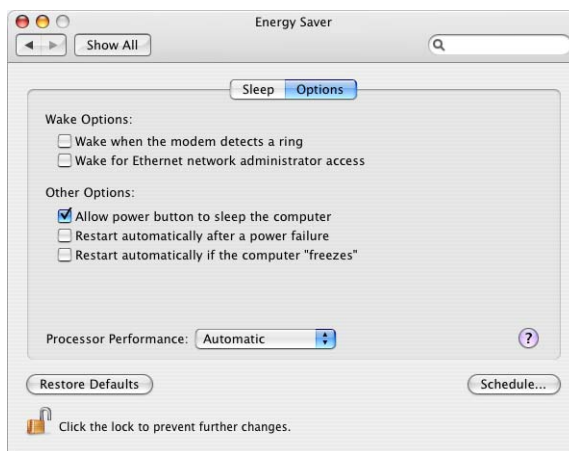 Energy Saver
Show All
Sleep Options
Wake Options:
Wake when the modem detects a ring
Wake for Ethernet network administrator access
Other Options:
Allow power button to sleep the computer
Restart automatically after a power failure
Restart automatically if the computer "freezes"
Processor Performance: Automatic ?
Restore Defaults Schedule...
Click the lock to prevent further changes.